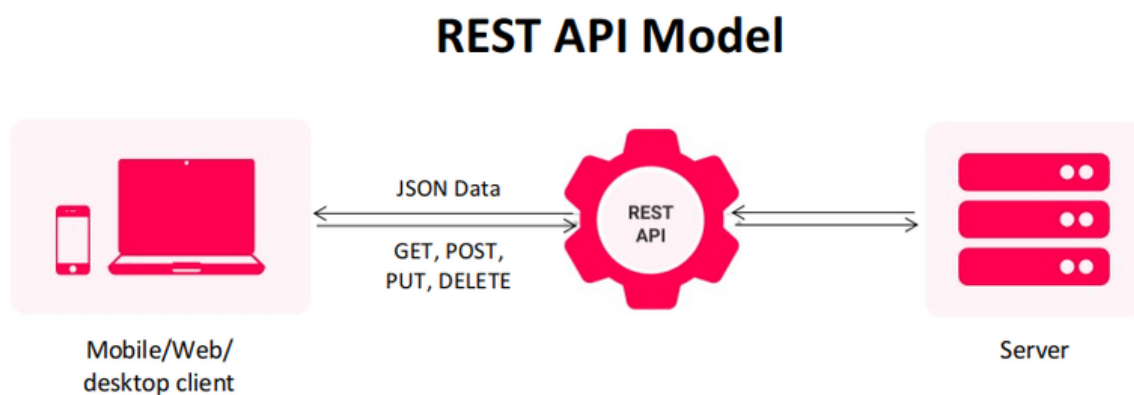 REST API Model
JSON Data
GET, POST,
PUT, DELETE
REST
API
Mobile/Web/
desktop client
Server